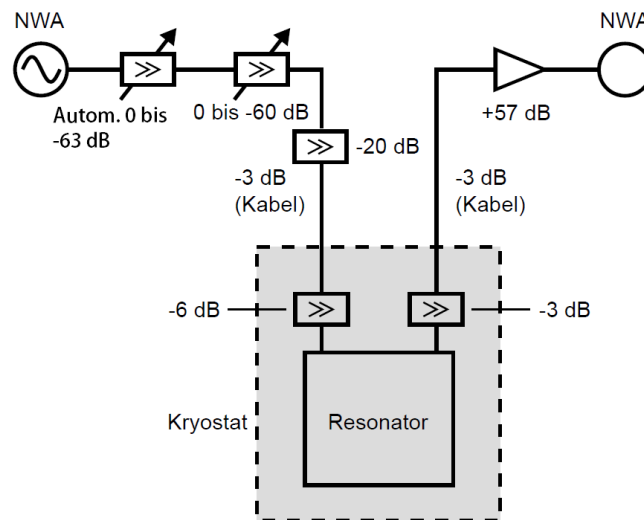 NWA
NWA
Autom. 0 bis
-63 dB
0 bis -60 dB
+57 dB
-20 dB
-3 dB
(Kabel)
-3 dB
(Kabel)
-6 dB
-3 dB
Kryostat
Resonator